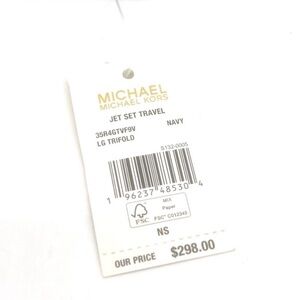 MICHAEL
MICHAEL KORS
JET SET TRAVEL
35R4GTVF9V NAVY
LG TRIFOLD
S132-0005
1 96237 48530 4
FSC
MIX
Paper
FSC® C012345
NS
OUR PRICE $298.00